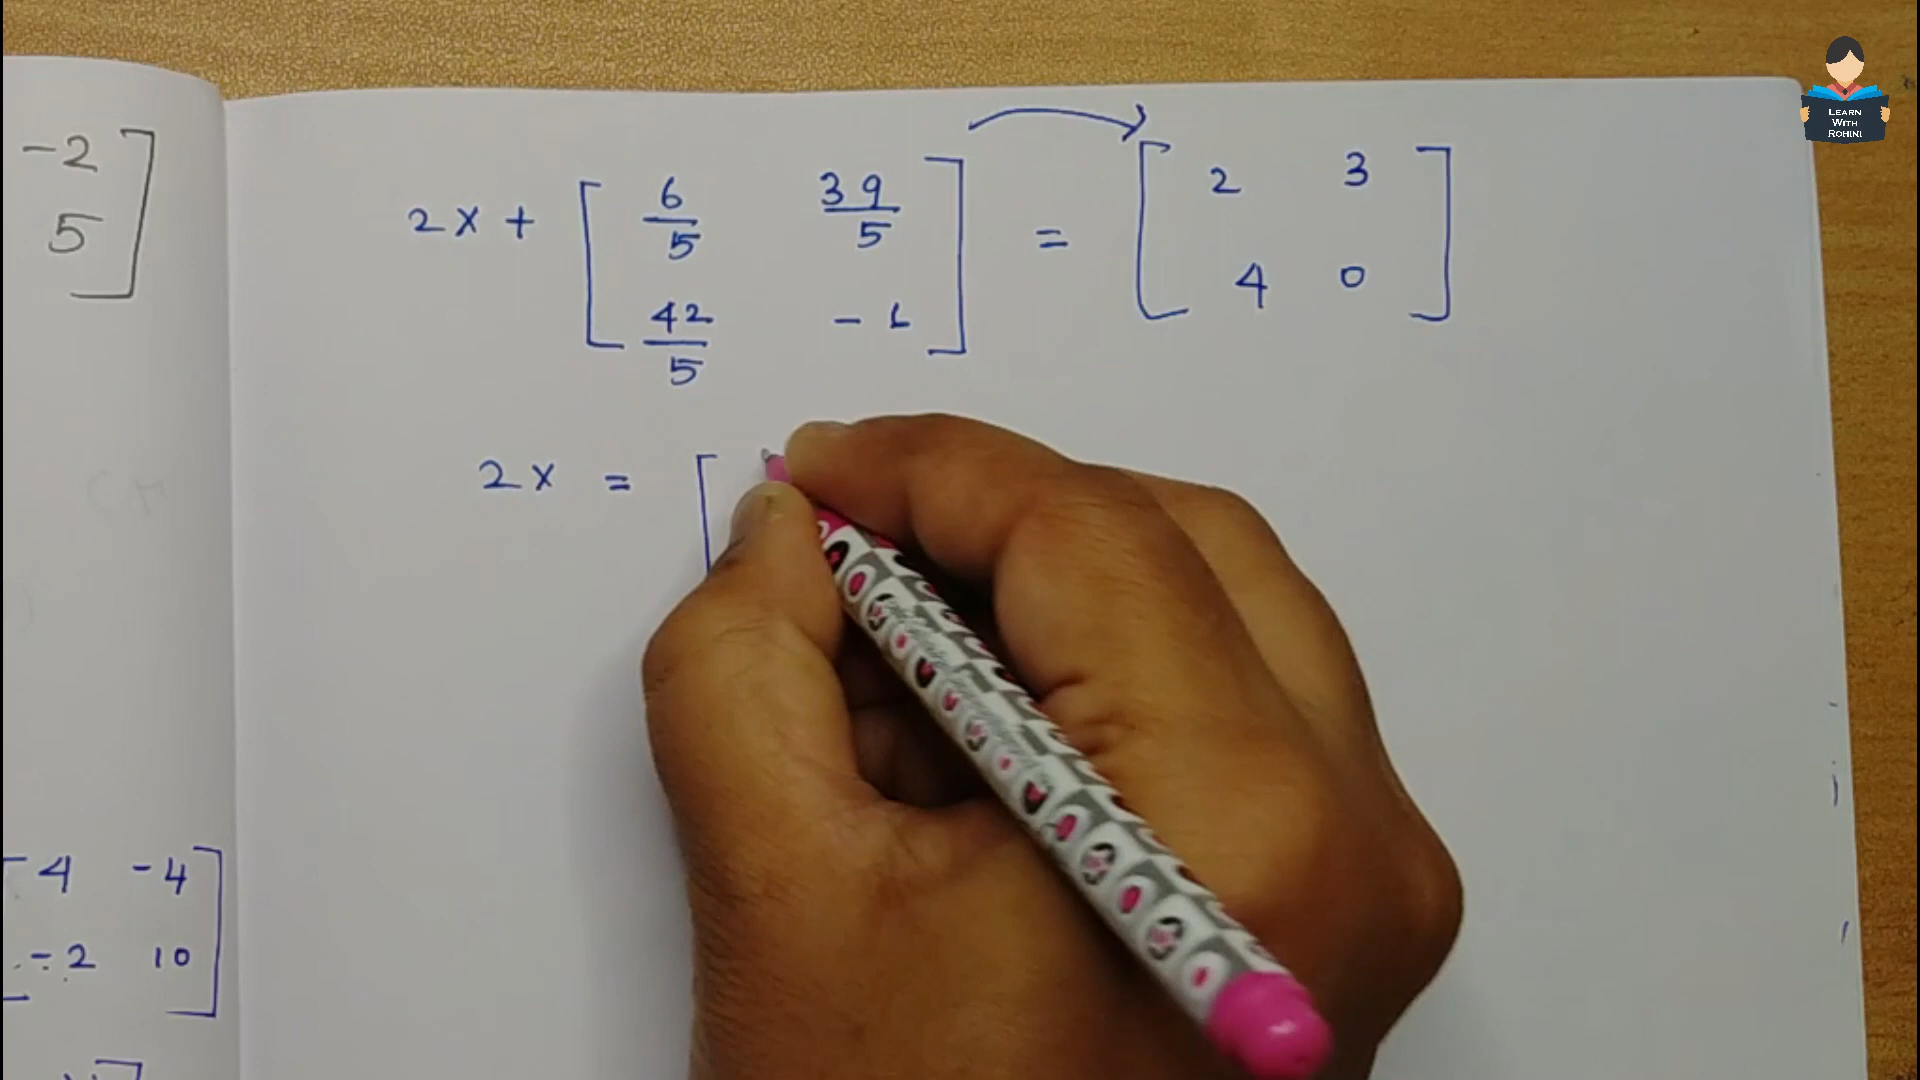 -2
5
2x + [ 6/5 39/5 ] = [ 2 3 ]
[ 42/5 -1 ] [ 4 0 ]
2x = [
4 -4 ]
-2 10 ]
LEARN
WITH
ROHINI